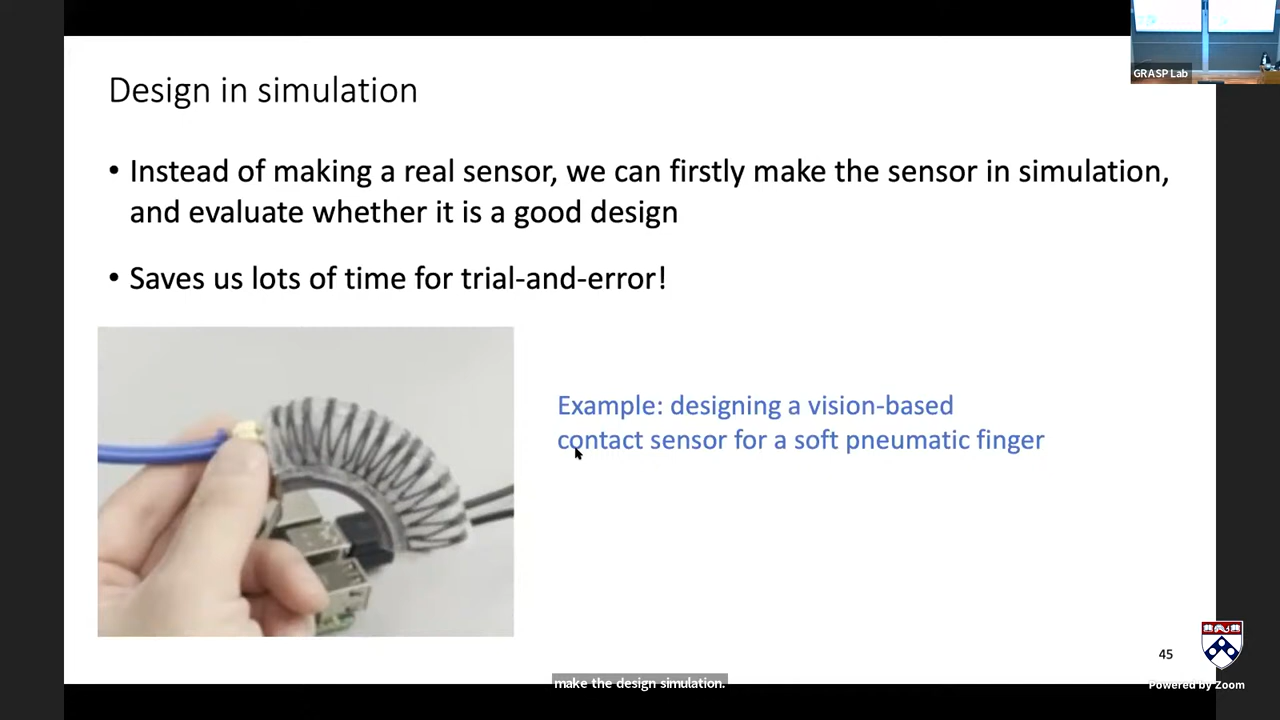 GRASP Lab
Design in simulation
• Instead of making a real sensor, we can firstly make the sensor in simulation,
and evaluate whether it is a good design
• Saves us lots of time for trial-and-error!
Example: designing a vision-based
contact sensor for a soft pneumatic finger
45
make the design simulation.
Powered by Zoom